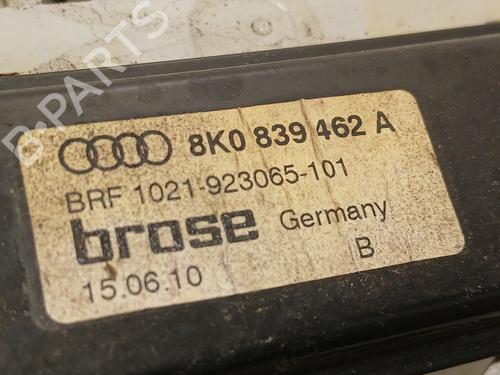 B-PARTS
8K0 839 462 A
BRF 1021-923065-101
brose Germany
15.06.10 B